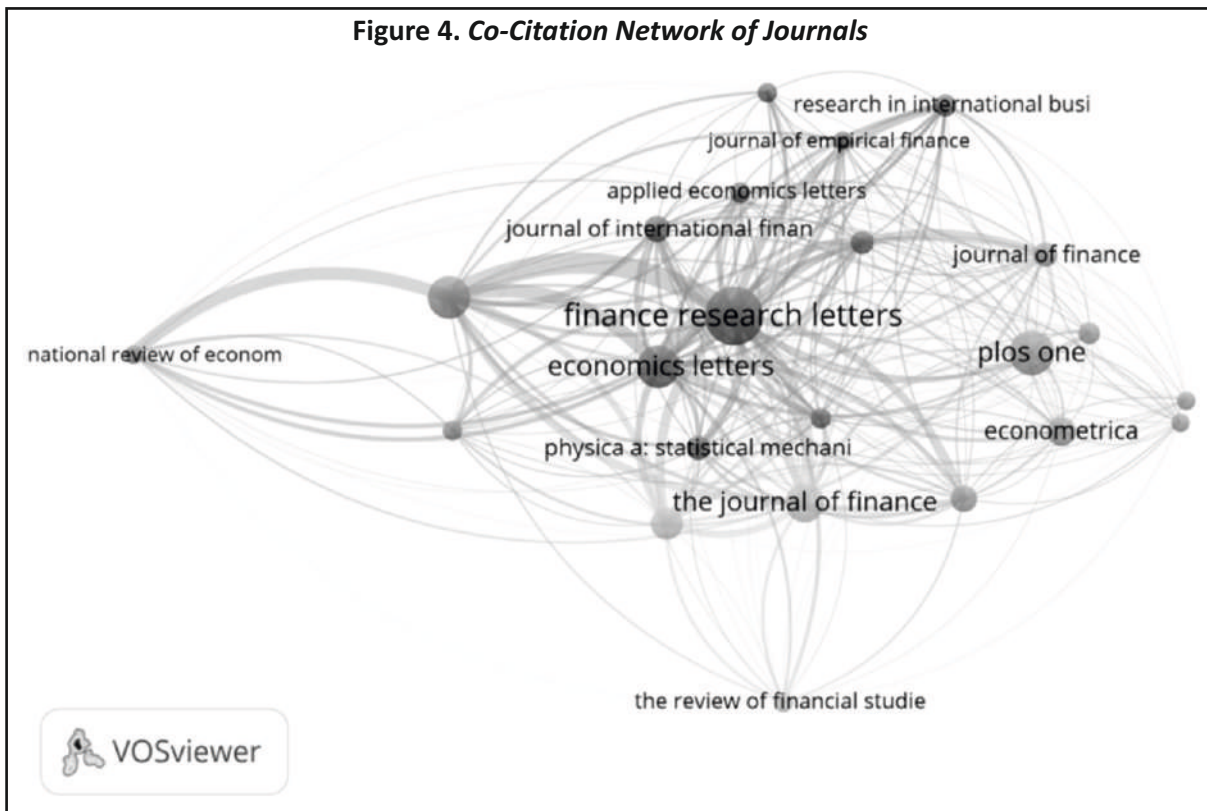 Figure 4. Co-Citation Network of Journals
research in international busi
journal of empirical finance
applied economics letters
journal of international finan
journal of finance
finance research letters
national review of econom
plos one
economics letters
econometrica
physica a: statistical mechani
the journal of finance
the review of financial studie
VOSviewer